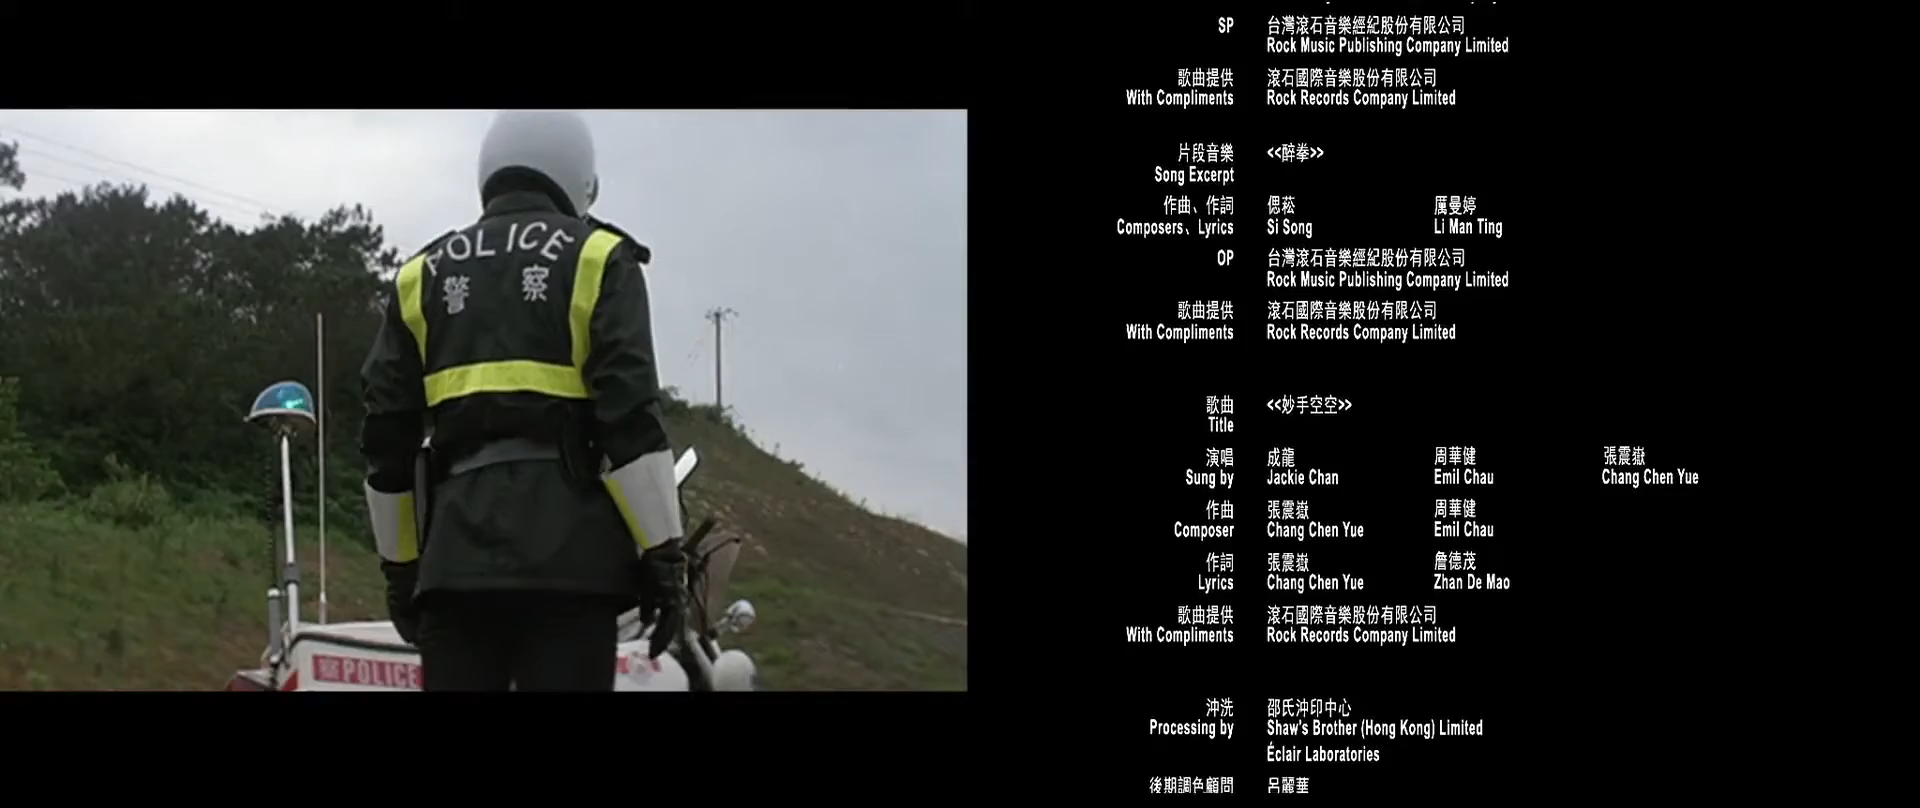 POLICE
警察
POLICE
SP 台灣滾石音樂經紀股份有限公司
Rock Music Publishing Company Limited
歌曲提供 滾石國際音樂股份有限公司
With Compliments Rock Records Company Limited
片段音樂 <<醉拳>>
Song Excerpt
作曲、作詞 偲菘 厲曼婷
Composers、Lyrics Si Song Li Man Ting
OP 台灣滾石音樂經紀股份有限公司
Rock Music Publishing Company Limited
歌曲提供 滾石國際音樂股份有限公司
With Compliments Rock Records Company Limited
歌曲 <<妙手空空>>
Title
演唱 成龍 周華健 張震嶽
Sung by Jackie Chan Emil Chau Chang Chen Yue
作曲 張震嶽 周華健
Composer Chang Chen Yue Emil Chau
作詞 張震嶽 詹德茂
Lyrics Chang Chen Yue Zhan De Mao
歌曲提供 滾石國際音樂股份有限公司
With Compliments Rock Records Company Limited
沖洗 邵氏沖印中心
Processing by Shaw's Brother (Hong Kong) Limited
Éclair Laboratories
後期調色顧問 呂麗華